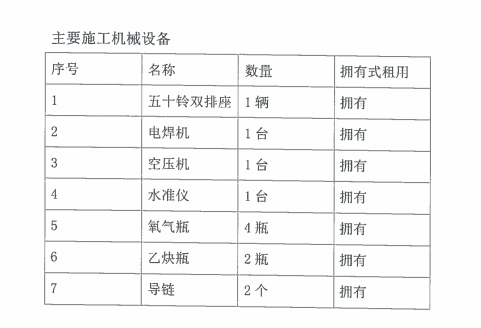 主要施工机械设备
序号 名称 数量 拥有式租用
1 五十铃双排座 1 辆 拥有
2 电焊机 1 台 拥有
3 空压机 1 台 拥有
4 水准仪 1 台 拥有
5 氧气瓶 4 瓶 拥有
6 乙炔瓶 2 瓶 拥有
7 导链 2 个 拥有